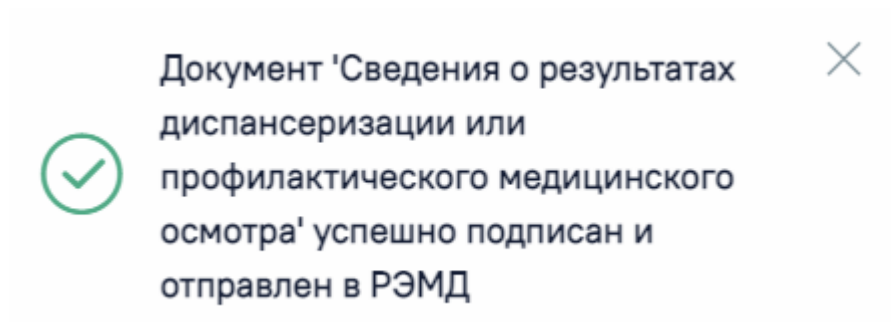 Документ 'Сведения о результатах
диспансеризации или
профилактического медицинского
осмотра' успешно подписан и
отправлен в РЭМД